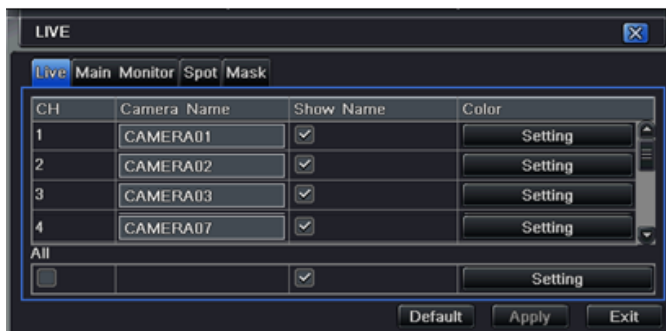 LIVE
Live Main Monitor Spot Mask
CH Camera Name Show Name Color
1 CAMERA01 Setting
2 CAMERA02 Setting
3 CAMERA03 Setting
4 CAMERA07 Setting
All
Setting
Default Apply Exit